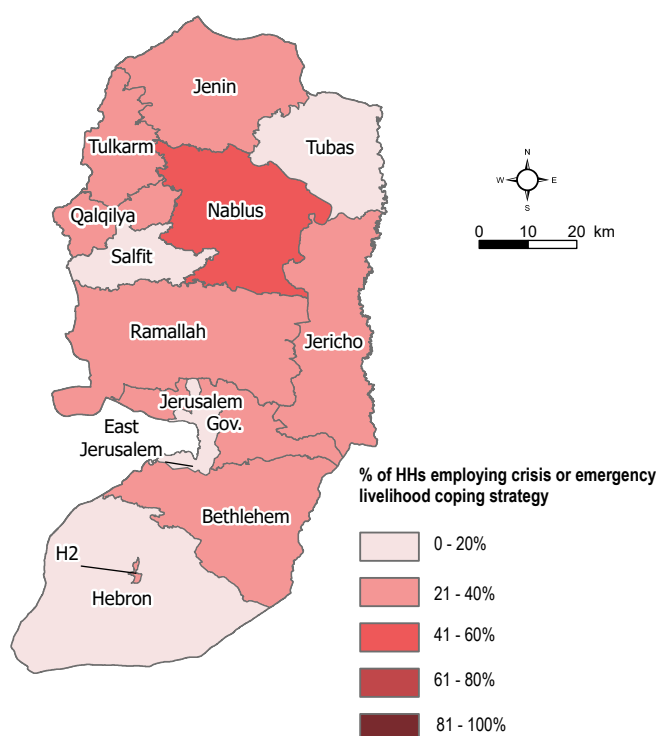 Jenin
Tubas
Tulkarm
N
W E
S
Qalqilya
Nablus
0 10 20 km
Salfit
Ramallah
Jericho
Jerusalem
Gov.
East
Jerusalem
% of HHs employing crisis or emergency
livelihood coping strategy
Bethlehem
0 - 20%
H2
21 - 40%
Hebron
41 - 60%
61 - 80%
81 - 100%